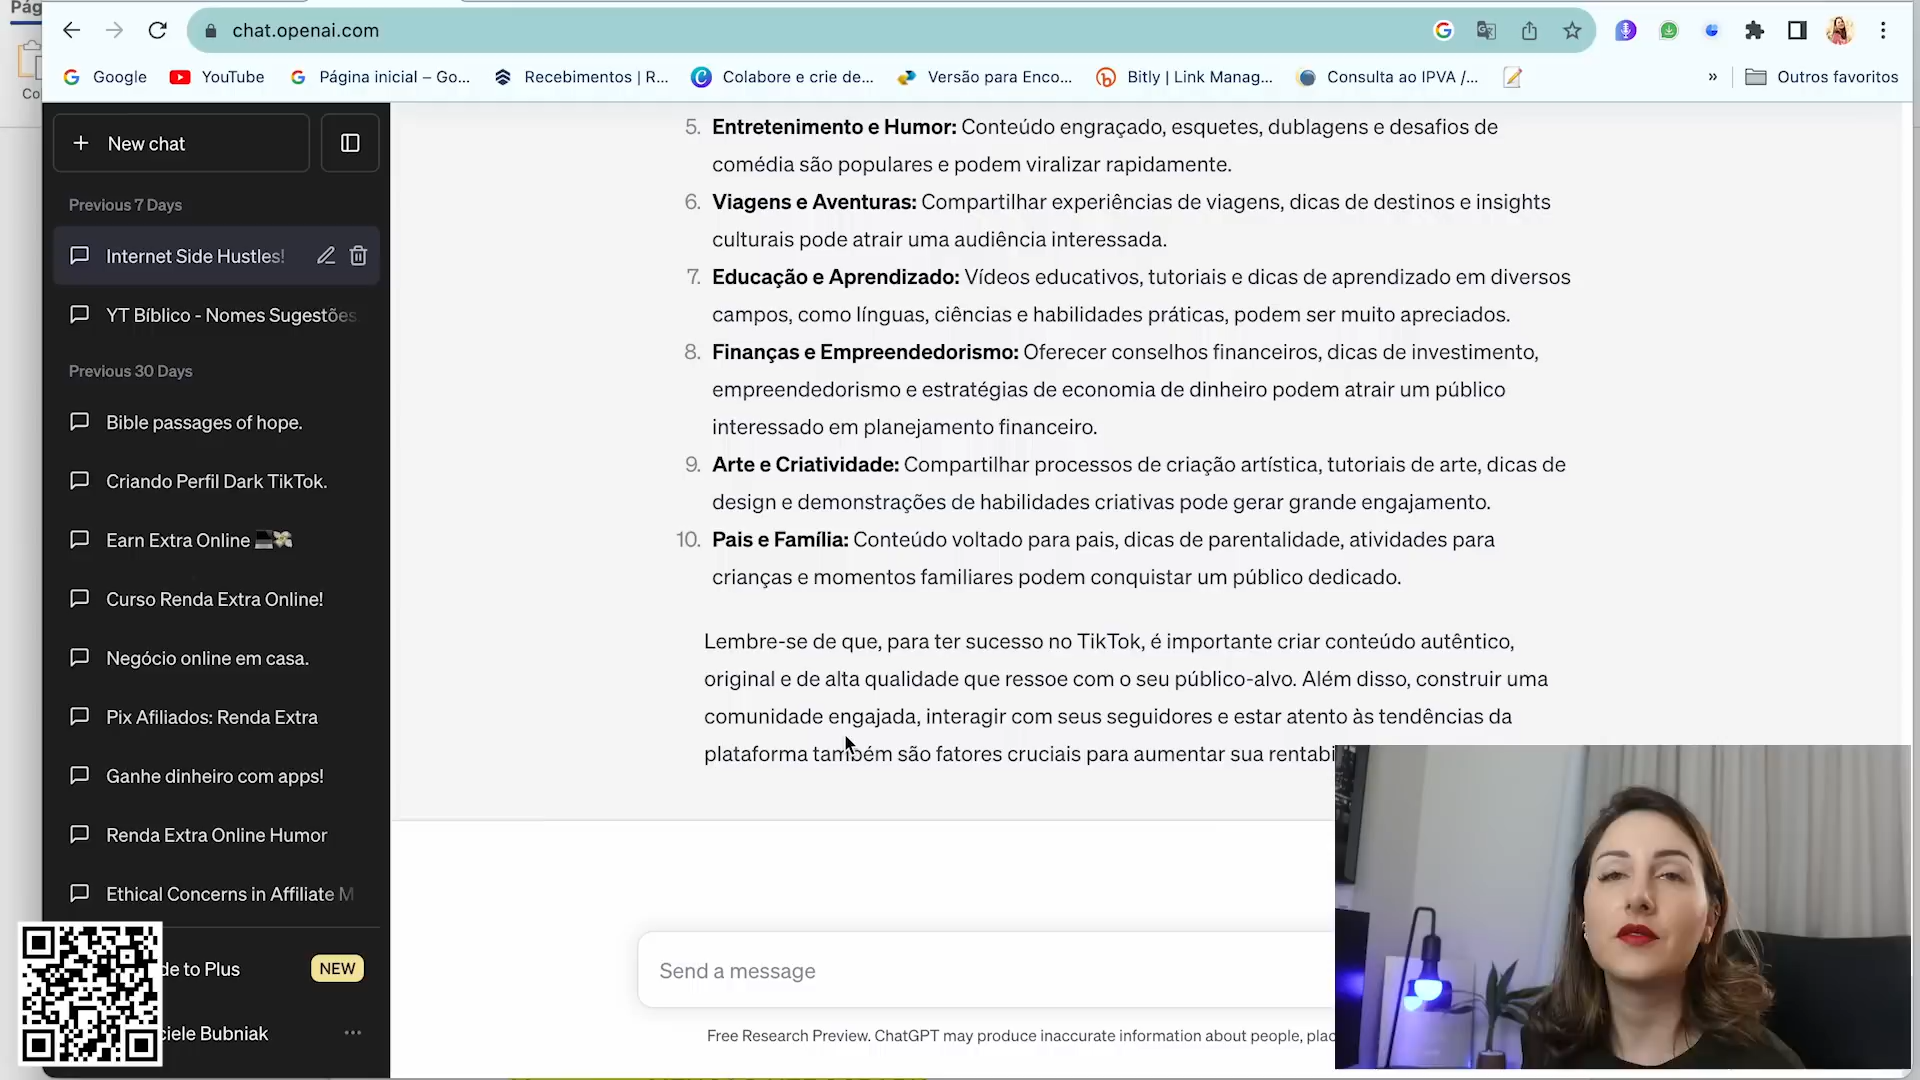 Pág
Co
chat.openai.com
Google
YouTube
Página inicial – Go...
Recebimentos | R...
Colabore e crie de...
Versão para Enco...
Bitly | Link Manag...
Consulta ao IPVA /...
»
Outros favoritos
+ New chat
Previous 7 Days
Internet Side Hustles!
YT Bíblico - Nomes Sugestões
Previous 30 Days
Bible passages of hope.
Criando Perfil Dark TikTok.
Earn Extra Online 💻💸
Curso Renda Extra Online!
Negócio online em casa.
Pix Afiliados: Renda Extra
Ganhe dinheiro com apps!
Renda Extra Online Humor
Ethical Concerns in Affiliate M
de to Plus
NEW
ciele Bubniak
5. Entretenimento e Humor: Conteúdo engraçado, esquetes, dublagens e desafios de
comédia são populares e podem viralizar rapidamente.
6. Viagens e Aventuras: Compartilhar experiências de viagens, dicas de destinos e insights
culturais pode atrair uma audiência interessada.
7. Educação e Aprendizado: Vídeos educativos, tutoriais e dicas de aprendizado em diversos
campos, como línguas, ciências e habilidades práticas, podem ser muito apreciados.
8. Finanças e Empreendedorismo: Oferecer conselhos financeiros, dicas de investimento,
empreendedorismo e estratégias de economia de dinheiro podem atrair um público
interessado em planejamento financeiro.
9. Arte e Criatividade: Compartilhar processos de criação artística, tutoriais de arte, dicas de
design e demonstrações de habilidades criativas pode gerar grande engajamento.
10. Pais e Família: Conteúdo voltado para pais, dicas de parentalidade, atividades para
crianças e momentos familiares podem conquistar um público dedicado.
Lembre-se de que, para ter sucesso no TikTok, é importante criar conteúdo autêntico,
original e de alta qualidade que ressoe com o seu público-alvo. Além disso, construir uma
comunidade engajada, interagir com seus seguidores e estar atento às tendências da
plataforma também são fatores cruciais para aumentar sua rentabi
Send a message
Free Research Preview. ChatGPT may produce inaccurate information about people, plac